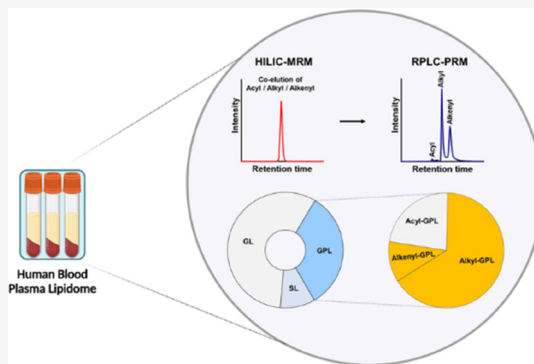 HILIC-MRM
Co-elution of
Acyl / Alkyl / Alkenyl
Intensity
Retention time
RPLC-PRM
Intensity
Acyl
Alkyl
Alkenyl
Retention time
GL
GPL
SL
Acyl-GPL
Alkenyl-GPL
Alkyl-GPL
Human Blood
Plasma Lipidome